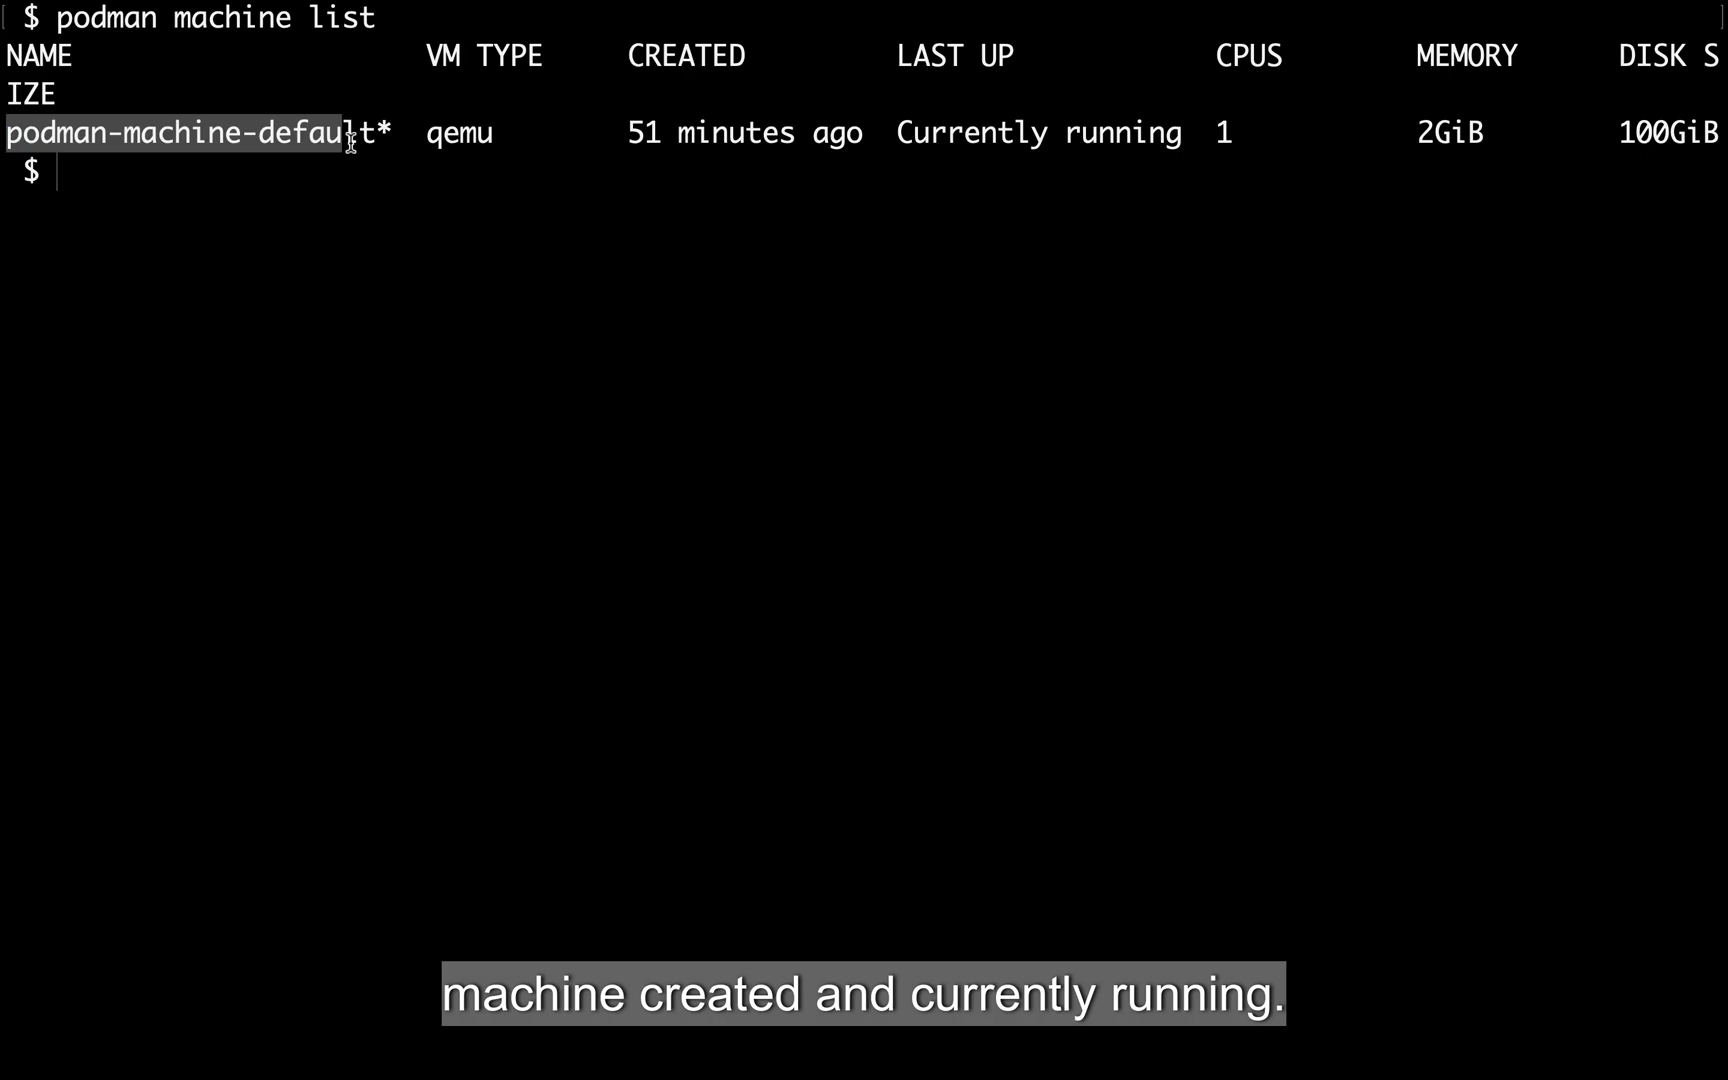 $ podman machine list
NAME VM TYPE CREATED LAST UP CPUS MEMORY DISK S
IZE
podman-machine-default* qemu 51 minutes ago Currently running 1 2GiB 100GiB
$
machine created and currently running.